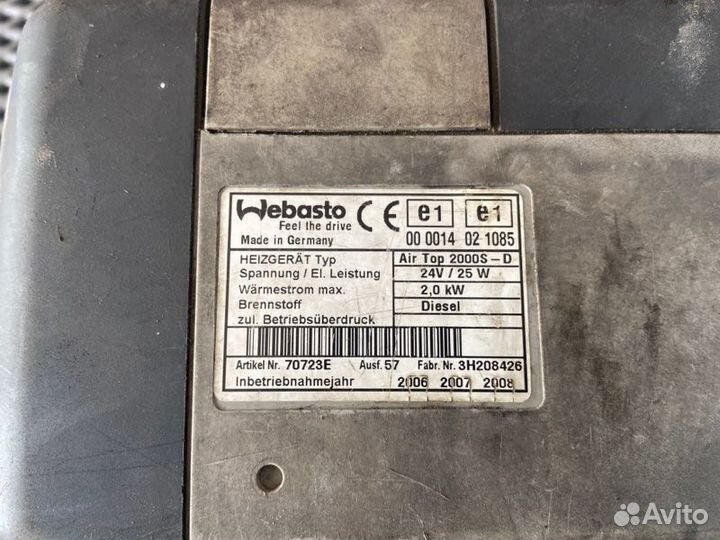 Webasto CE e1 e1
Feel the drive
Made in Germany 00 0014 02 1085
HEIZGERÄT Typ Air Top 2000S-D
Spannung / El. Leistung 24V / 25 W
Wärmestrom max. 2,0 kW
Brennstoff Diesel
zul. Betriebsüberdruck
Artikel Nr. 70723E Ausf. 57 Fabr. Nr. 3H208426
Inbetriebnahmejahr 2006 2007 2008
Avito